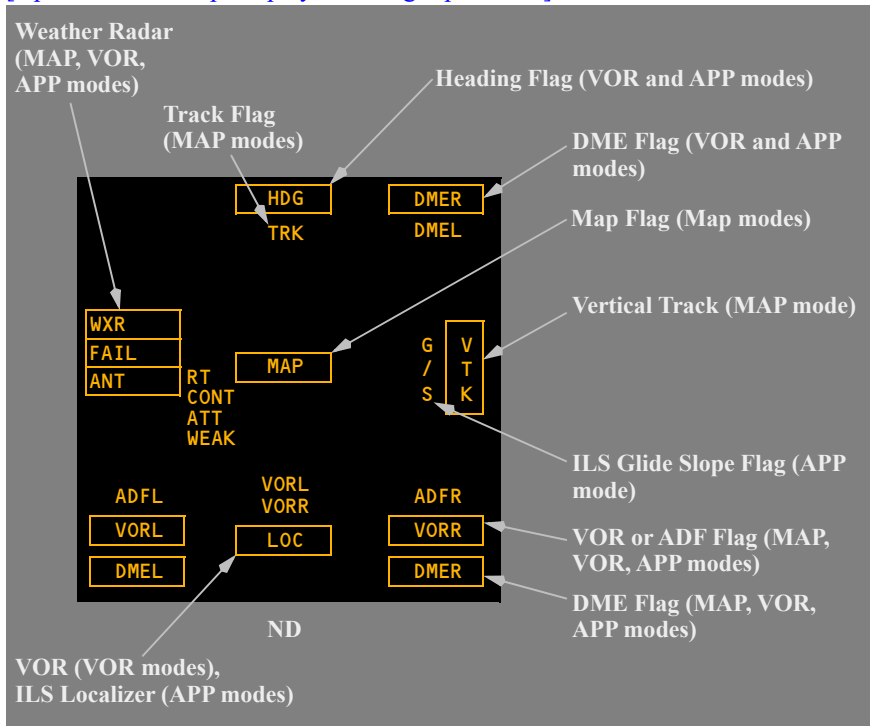 Weather Radar
(MAP, VOR,
APP modes)
Heading Flag (VOR and APP modes)
Track Flag
(MAP modes)
DME Flag (VOR and APP
modes)
HDG
DMER
TRK
DMEL
Map Flag (Map modes)
Vertical Track (MAP mode)
WXR
FAIL
ANT
RT
CONT
ATT
WEAK
MAP
G
/
S
V
T
K
ILS Glide Slope Flag (APP
mode)
ADFL
VORL
VORR
ADFR
VORL
LOC
VORR
VOR or ADF Flag (MAP,
VOR, APP modes)
DMEL
DMER
DME Flag (MAP, VOR,
APP modes)
ND
VOR (VOR modes),
ILS Localizer (APP modes)